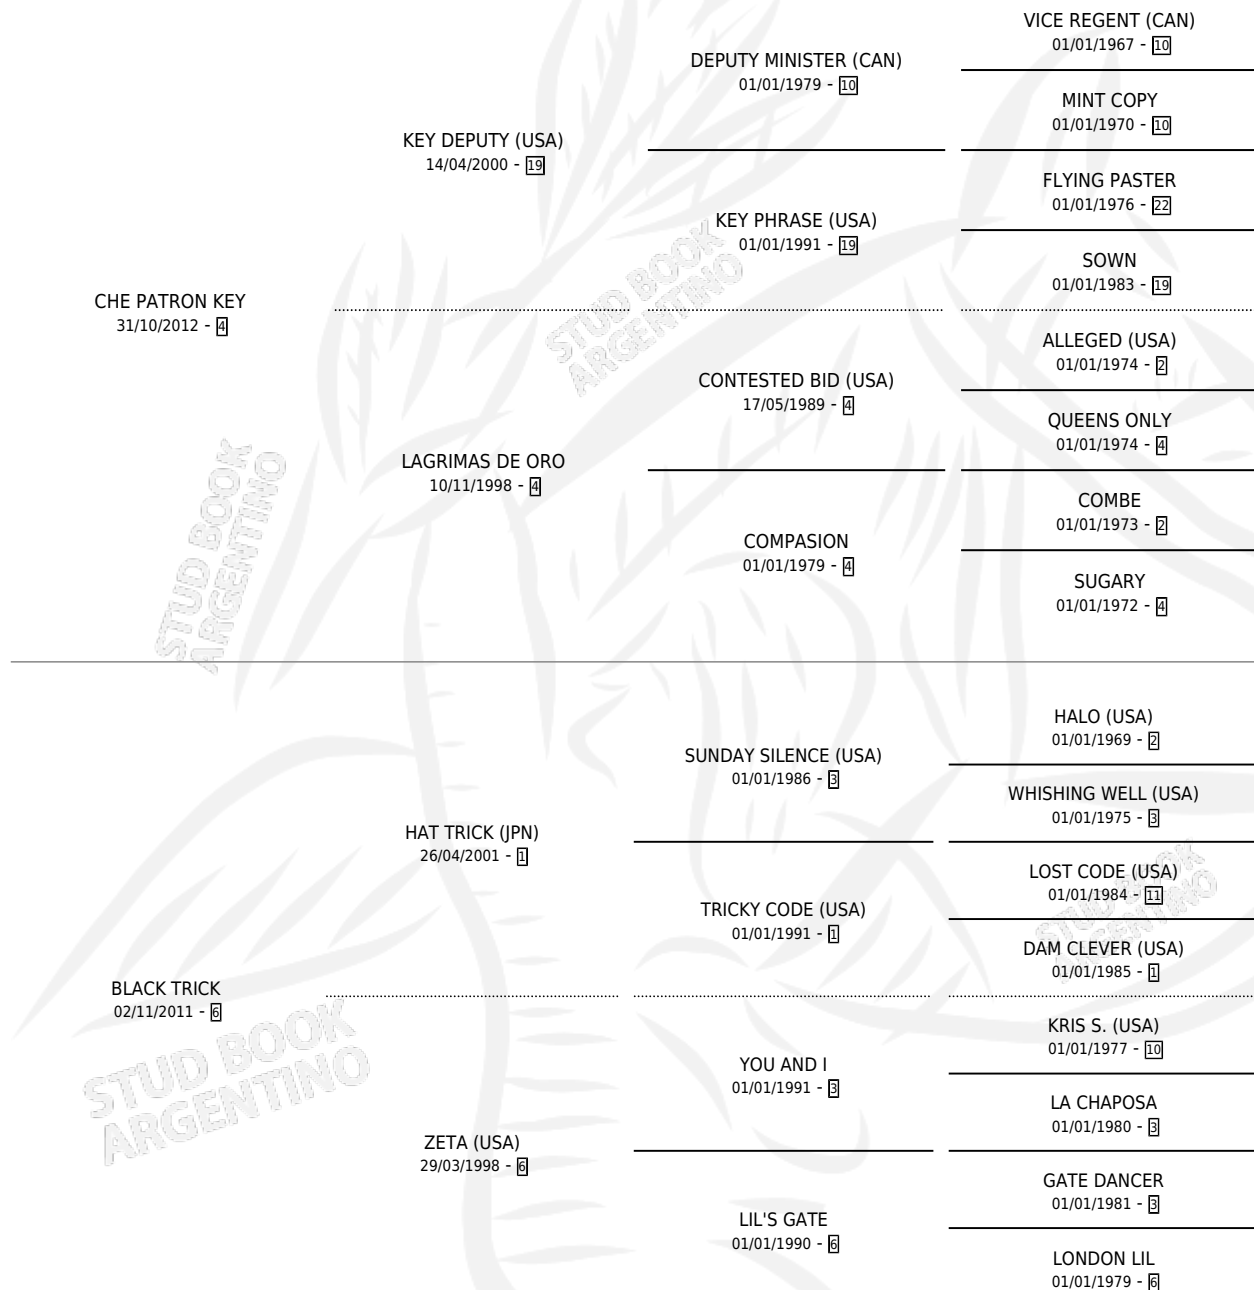 VICE REGENT (CAN)
01/01/1967 - 10
DEPUTY MINISTER (CAN)
01/01/1979 - 10
MINT COPY
01/01/1970 - 10
KEY DEPUTY (USA)
14/04/2000 - 19
FLYING PASTER
01/01/1976 - 22
KEY PHRASE (USA)
01/01/1991 - 19
SOWN
01/01/1983 - 19
CHE PATRON KEY
31/10/2012 - 4
ALLEGED (USA)
01/01/1974 - 2
CONTESTED BID (USA)
17/05/1989 - 4
QUEENS ONLY
01/01/1974 - 4
LAGRIMAS DE ORO
10/11/1998 - 4
COMBE
01/01/1973 - 2
COMPASION
01/01/1979 - 4
SUGARY
01/01/1972 - 4
HALO (USA)
01/01/1969 - 2
SUNDAY SILENCE (USA)
01/01/1986 - 3
WHISHING WELL (USA)
01/01/1975 - 3
HAT TRICK (JPN)
26/04/2001 - 1
LOST CODE (USA)
01/01/1984 - 11
TRICKY CODE (USA)
01/01/1991 - 1
DAM CLEVER (USA)
01/01/1985 - 1
BLACK TRICK
02/11/2011 - 6
KRIS S. (USA)
01/01/1977 - 10
YOU AND I
01/01/1991 - 3
LA CHAPOSA
01/01/1980 - 3
ZETA (USA)
29/03/1998 - 6
GATE DANCER
01/01/1981 - 3
LIL'S GATE
01/01/1990 - 6
LONDON LIL
01/01/1979 - 6
STUD BOOK
ARGENTINO
STUD BOOK
ARGENTINO
STUD BOOK
ARGENTINO
STUD BOOK
ARGENTINO